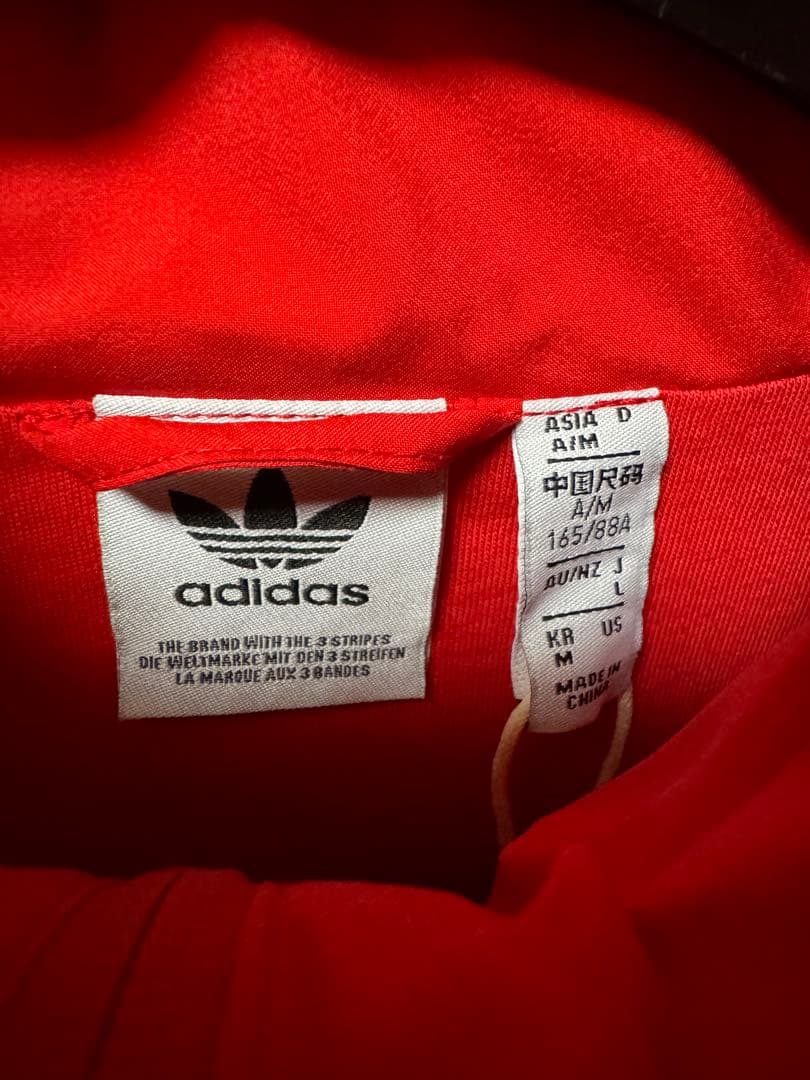 adidas
THE BRAND WITH THE 3 STRIPES
DIE WELTMARKE MIT DEN 3 STREIFEN
LA MARQUE AUX 3 BANDES
ASIA D
A/M
中国尺码
A/M
165/88A
AU/NZ J
L
KR US
M
MADE IN
CHINA